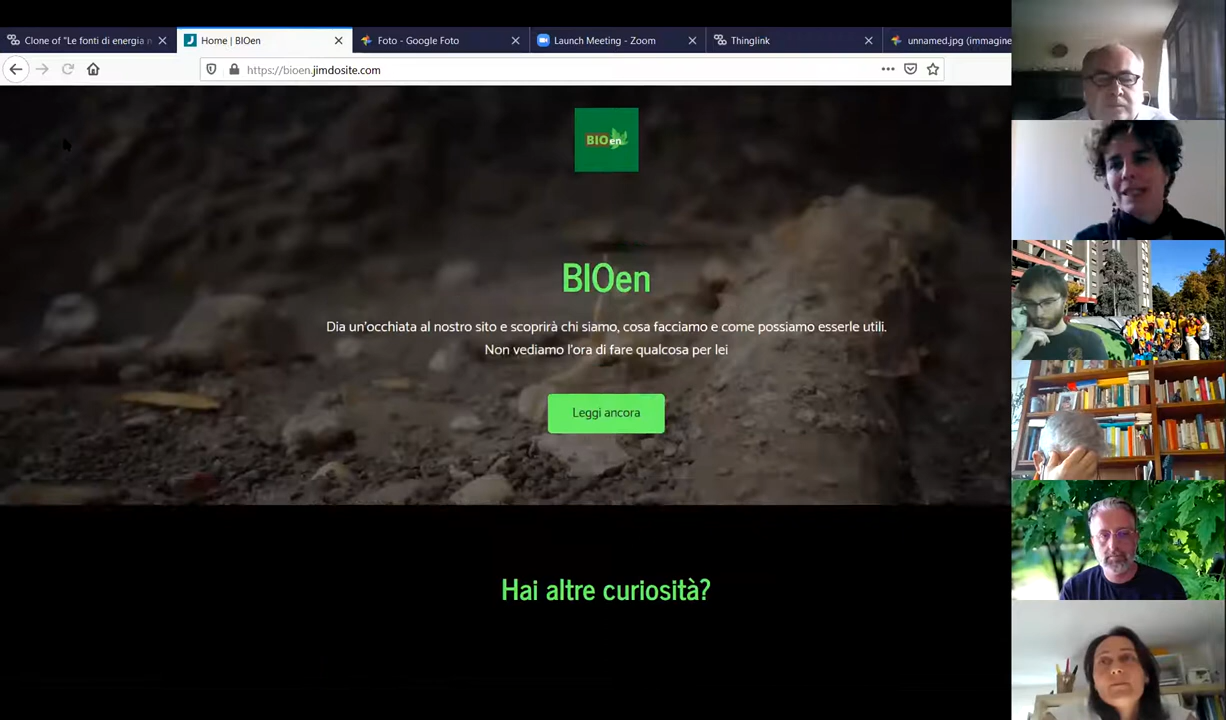 Clone of "Le fonti di energia r
Home | BIOen
Foto - Google Foto
Launch Meeting - Zoom
Thinglink
unnamed.jpg (immagine
https://bioen.jimdosite.com
BIOen
BIOen
Dia un'occhiata al nostro sito e scoprirà chi siamo, cosa facciamo e come possiamo esserle utili.
Non vediamo l'ora di fare qualcosa per lei
Leggi ancora
Hai altre curiosità?